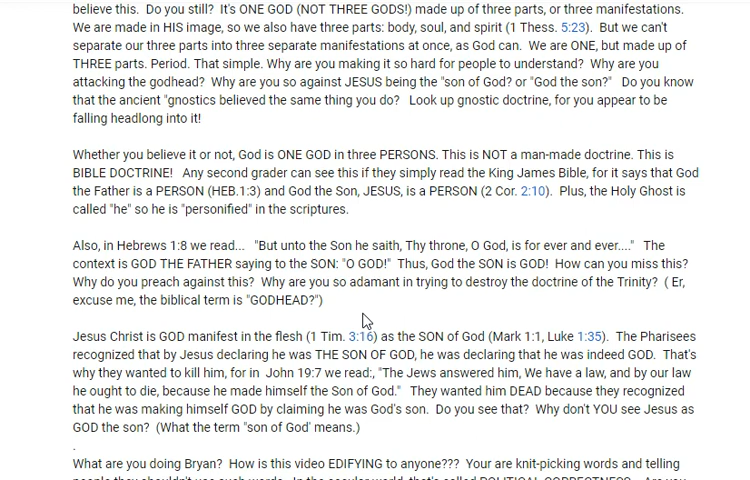 believe this.  Do you still?  It's ONE GOD (NOT THREE GODS!) made up of three parts, or three manifestations.
We are made in HIS image, so we also have three parts: body, soul, and spirit (1 Thess. 5:23).  But we can't
separate our three parts into three separate manifestations at once, as God can.  We are ONE, but made up of
THREE parts. Period. That simple. Why are you making it so hard for people to understand?  Why are you
attacking the godhead?  Why are you so against JESUS being the "son of God? or "God the son?"   Do you know
that the ancient "gnostics believed the same thing you do?   Look up gnostic doctrine, for you appear to be
falling headlong into it!
Whether you believe it or not, God is ONE GOD in three PERSONS. This is NOT a man-made doctrine. This is
BIBLE DOCTRINE!   Any second grader can see this if they simply read the King James Bible, for it says that God
the Father is a PERSON (HEB.1:3) and God the Son, JESUS, is a PERSON (2 Cor. 2:10).   Plus, the Holy Ghost is
called "he" so he is "personified" in the scriptures.
Also, in Hebrews 1:8 we read...   "But unto the Son he saith, Thy throne, O God, is for ever and ever...."   The
context is GOD THE FATHER saying to the SON: "O GOD!"  Thus, God the SON is GOD!   How can you miss this?
Why do you preach against this?  Why are you so adamant in trying to destroy the doctrine of the Trinity?  ( Er,
excuse me, the biblical term is "GODHEAD?")
Jesus Christ is GOD manifest in the flesh (1 Tim. 3:16) as the SON of God (Mark 1:1, Luke 1:35).  The Pharisees
recognized that by Jesus declaring he was THE SON OF GOD, he was declaring that he was indeed GOD.  That's
why they wanted to kill him, for in  John 19:7 we read:, "The Jews answered him, We have a law, and by our law
he ought to die, because he made himself the Son of God."   They wanted him DEAD because they recognized
that he was making himself GOD by claiming he was God's son.   Do you see that?   Why don't YOU see Jesus as
GOD the son?  (What the term "son of God' means.)
.
What are you doing Bryan?   How is this video EDIFYING to anyone???  Your are knit-picking words and telling